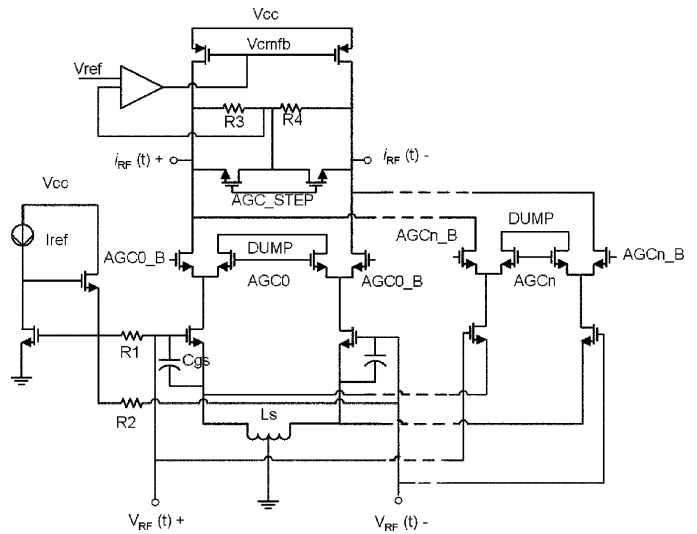 Vcc
Vcmfb
Vref
R3
R4
iRF (t) +
iRF (t) -
Vcc
AGC_STEP
Iref
DUMP
AGCn_B
AGC0_B
DUMP
AGC0
AGC0_B
AGCn
AGCn_B
R1
Cgs
R2
Ls
VRF (t) +
VRF (t) -